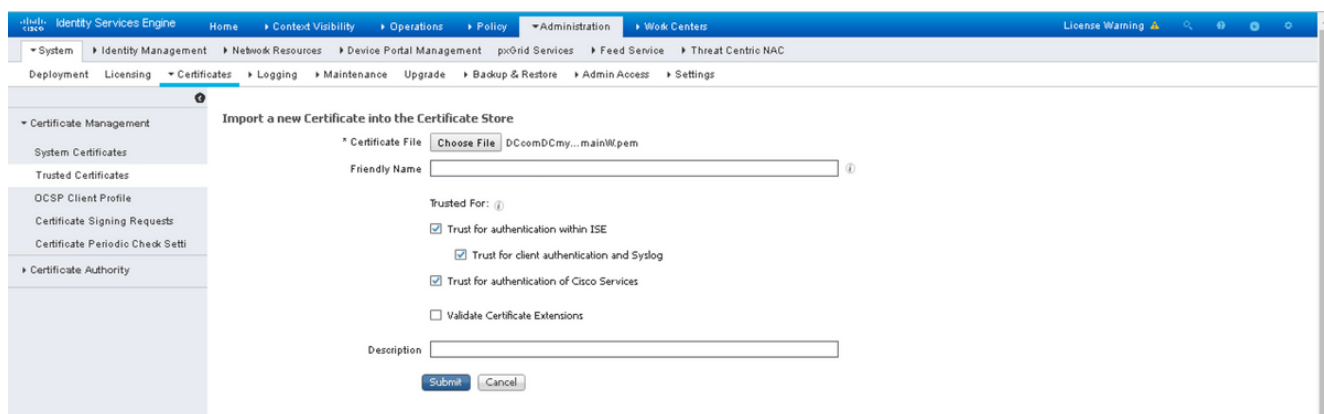 cisco Identity Services Engine Home Context Visibility Operations Policy Administration Work Centers License Warning
System Identity Management Network Resources Device Portal Management pxGrid Services Feed Service Threat Centric NAC
Deployment Licensing Certificates Logging Maintenance Upgrade Backup & Restore Admin Access Settings
Certificate Management
System Certificates
Trusted Certificates
OCSP Client Profile
Certificate Signing Requests
Certificate Periodic Check Setti
Certificate Authority
Import a new Certificate into the Certificate Store
* Certificate File Choose File DCcomDCmy...mainW.pem
Friendly Name
Trusted For:
Trust for authentication within ISE
Trust for client authentication and Syslog
Trust for authentication of Cisco Services
Validate Certificate Extensions
Description
Submit Cancel